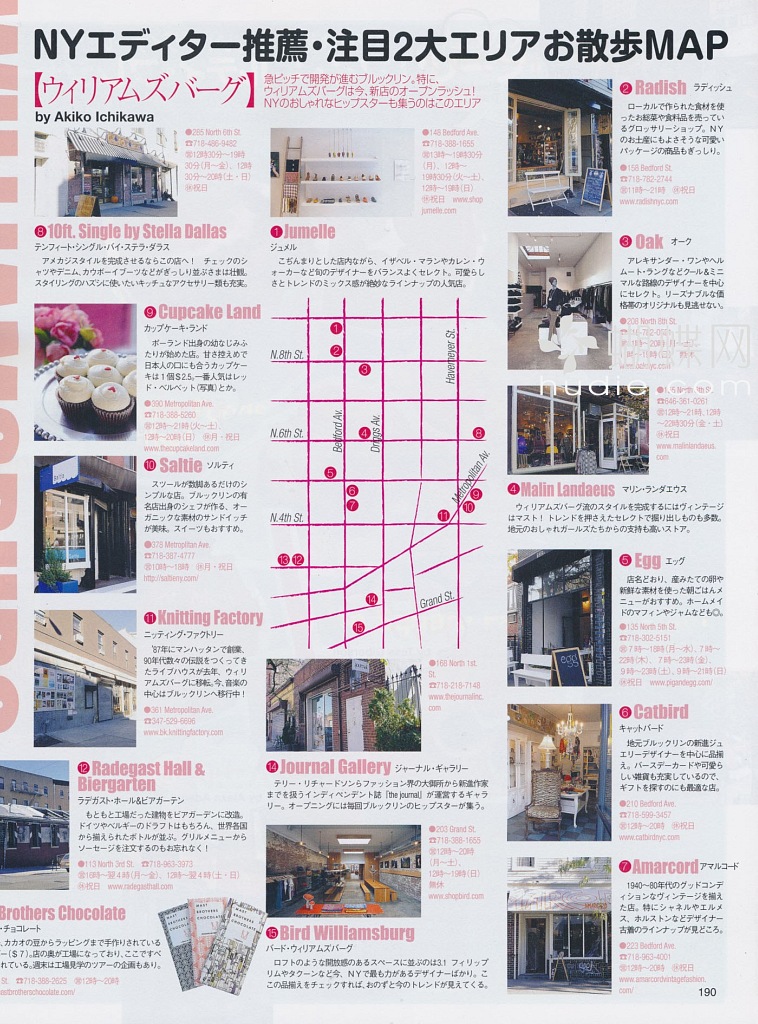 NYエディター推薦・注目2大エリアお散歩MAP
【ウィリアムズバーグ】
by Akiko Ichikawa
急ピッチで開発が進むブルックリン。特に、
ウィリアムズバーグは今、新店のオープンラッシュ!
NYのおしゃれなヒップスターも集うのはこのエリア
●285 North 6th St.
☎718-486-9482
㊋12時30分〜19時
30分(月〜金)、12時
30分〜20時(土・日)
㊡祝日
⑧10ft. Single by Stella Dallas
テンフィート・シングル・バイ・ステラ・ダラス
アメカジスタイルを完成させるならこの店へ! チェックのシ
ャツやデニム、カウボーイブーツなどがぎっしり並ぶさまは壮観。
スタイリングのハズシに使いたいキッチュなアクセサリー類も充実。
●148 Bedford Ave.
☎718-388-1655
19時30分(火〜土)、
12時〜19時(日)
㊡祝日 www.shop
jumelle.com
①Jumelle
ジュメル
こぢんまりとした店内ながら、イザベル・マランやカレン・ウ
ォーカーなど旬のデザイナーをバランスよくセレクト。可愛らし
さとトレンドのミックス感が絶妙なラインナップの人気店。
②Radish ラディッシュ
ローカルで作られた食材を使
ったお総菜や食料品を売ってい
るグロッサリーショップ。NY
のお土産にもよさそうな可愛い
パッケージの商品もぎっしり。
●158 Bedford St.
☎718-782-2744
11時〜21時 ㊡祝日
www.radishnyc.com
③Oak オーク
アレキサンダー・ワンやヘル
ムート・ラングなどクール&ミニ
マルな路線のデザイナーを中心
にセレクト。リーズナブルな価
格帯のオリジナルも見逃せない。
●208 North 8th St.
hudie.com
☎646-361-0261
12時〜21時、12時
〜22時30分(金・土)
㊡祝日
www.malinlandaeus.
com
④Malin Landaeus マリン・ランダエウス
ウィリアムズバーグ流のスタイルを完成するにはヴィンテージ
はマスト! トレンドを押さえたセレクトで掘り出しものも多数。
地元のおしゃれガールズたちからの支持も高いストア。
⑤Egg エッグ
店名どおり、産みたての卵や
新鮮な素材を使った朝ごはんメ
ニューがおすすめ。ホームメイ
ドのマフィンやジャムなども◎。
●135 North 5th St.
☎718-302-5151
7時〜18時(月〜水)、7時〜
22時(木)、7時〜23時(金)、
9時〜23時(土)、9時〜21時(日)
㊡祝日 www.pigandegg.com/
egg
⑥Catbird
キャットバード
地元ブルックリンの新進ジュ
エリーデザイナーを中心に品揃
え。バースデーカードや可愛ら
しい雑貨も充実しているので、
ギフトを探すのにも最適な店。
●210 Bedford Ave.
☎718-599-3457
12時〜20時 ㊡祝日
www.catbirdnyc.com
⑦Amarcord アマルコード
1940〜80年代のグッドコンデ
ィションなヴィンテージを揃え
た店。特にシャネルやエルメ
ス、ホルストンなどデザイナー
古着のラインナップが見どころ。
●223 Bedford Ave.
☎718-963-4001
12時〜20時 ㊡祝日
www.amarcordvintagefashion.
com/
⑨Cupcake Land
カップケーキ・ランド
ポーランド出身の幼なじみふ
たりが始めた店。甘さ控えめで
日本人の口にも合うカップケー
キは1個$2.5。一番人気はレッ
ド・ベルベット(写真)とか。
●390 Metropolitan Ave.
☎718-388-5260
12時〜21時(火〜土)、
12時〜20時(日) ㊡月・祝日
www.thecupcakeland.com
⑩Saltie ソルティ
スツールが数脚あるだけのシ
ンプルな店。ブルックリンの有
名店出身のシェフが作る、オー
ガニックな素材のサンドイッチ
が美味。スイーツもおすすめ。
●378 Metroplitan Ave.
☎718-387-4777
10時〜18時 ㊡月・祝日
http://saltieny.com/
⑪Knitting Factory
ニッティング・ファクトリー
'87年にマンハッタンで創業、
90年代数々の伝説をつくってき
たライブハウスが去年、ウィリ
アムズバーグに移転。今、音楽の
中心はブルックリンへ移行中!
●361 Metropolitan Ave.
☎347-529-6696
www.bk.knittingfactory.com
N.8th St.
N.6th St.
N.4th St.
Bedford Av.
Driggs Av.
Havemeyer St.
Metropolitan Av.
Grand St.
① ② ③ ④ ⑤ ⑥ ⑦ ⑧ ⑨ ⑩ ⑪ ⑬ ⑫ ⑭ ⑮
⑫Radegast Hall &
Biergarten
ラデガスト・ホール&ビアガーテン
もともと工場だった建物をビアガーデンに改造。
ドイツやベルギーのドラフトはもちろん、世界各国
から揃えられたボトルが並ぶ。グリルメニューから
ソーセージを注文するのもお忘れなく!
●113 North 3rd St. ☎718-963-3973
16時〜翌4時(月〜金)、12時〜翌4時(土・日)
㊡祝日 www.radegasthall.com
●168 North 1st.
St.
☎718-218-7148
www.thejournalinc.
com
⑭Journal Gallery ジャーナル・ギャラリー
テリー・リチャードソンらファッション界の大御所から新進作家
までを扱うインディペンデント誌『the journal』が運営するギャラ
リー。オープニングには毎回ブルックリンのヒップスターが集う。
●203 Grand St.
☎718-388-1655
12時〜20時
(月〜土)、
12時〜19時(日)
無休
www.shopbird.com
⑮Bird Williamsburg
バード・ウィリアムズバーグ
ロフトのような開放感のあるスペースに並ぶのは3.1 フィリップ
リムやタクーンなど今、NYで最も力があるデザイナーばかり。こ
この品揃えをチェックすれば、おのずと今のトレンドが見えてくる。
Brothers Chocolate
・チョコレート
、カカオの豆からラッピングまで手作りされている
ー($7)。店の奥が工場になっており、ここですべ
れている。週末は工場見学のツアーの企画もあり。
St. ☎718-388-2625 12時〜20時
astbrotherschocolate.com/
MAST
BROTHERS
CHOCOLATE
190